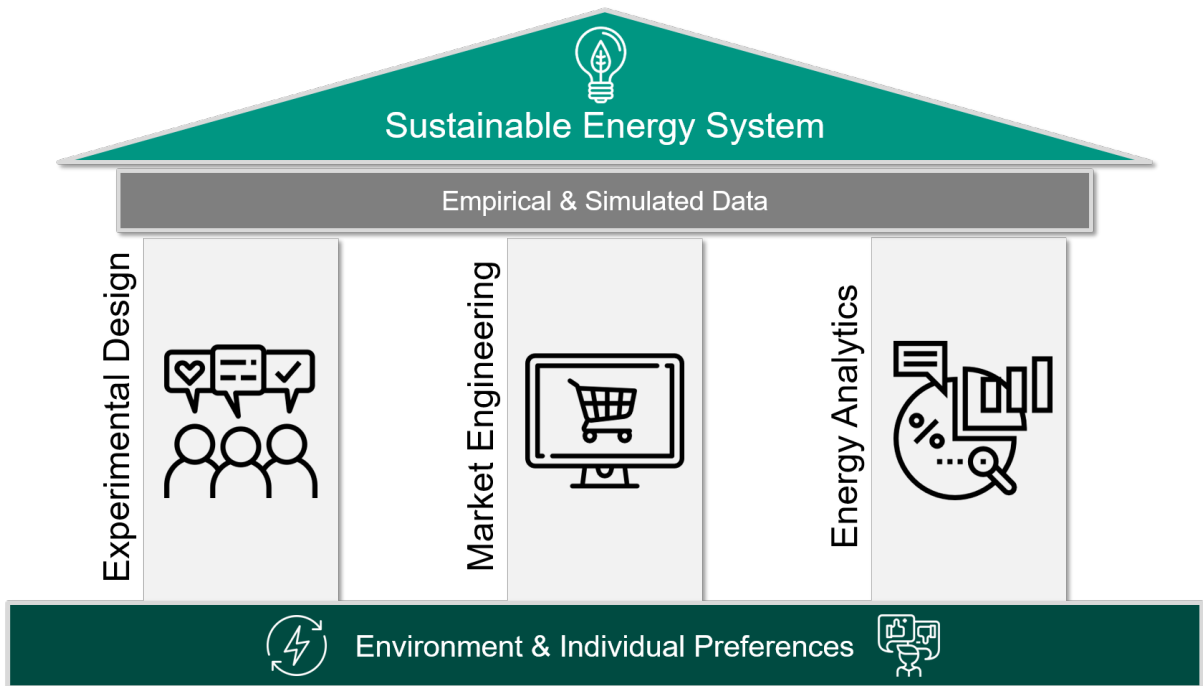 Sustainable Energy System
Empirical & Simulated Data
Experimental Design
Market Engineering
Energy Analytics
%
Environment & Individual Preferences